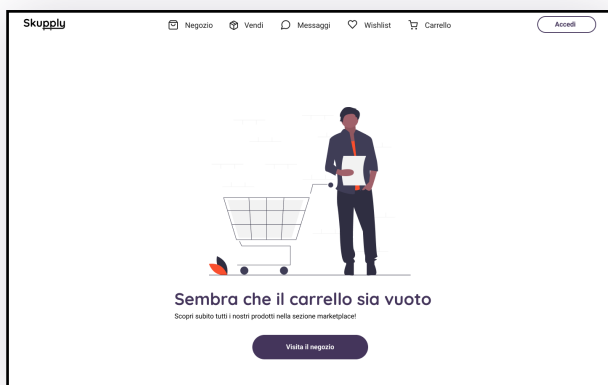 Skupply
Negozio
Vendi
Messaggi
Wishlist
Carrello
Accedi
Sembra che il carrello sia vuoto
Scopri subito tutti i nostri prodotti nella sezione marketplace!
Visita il negozio